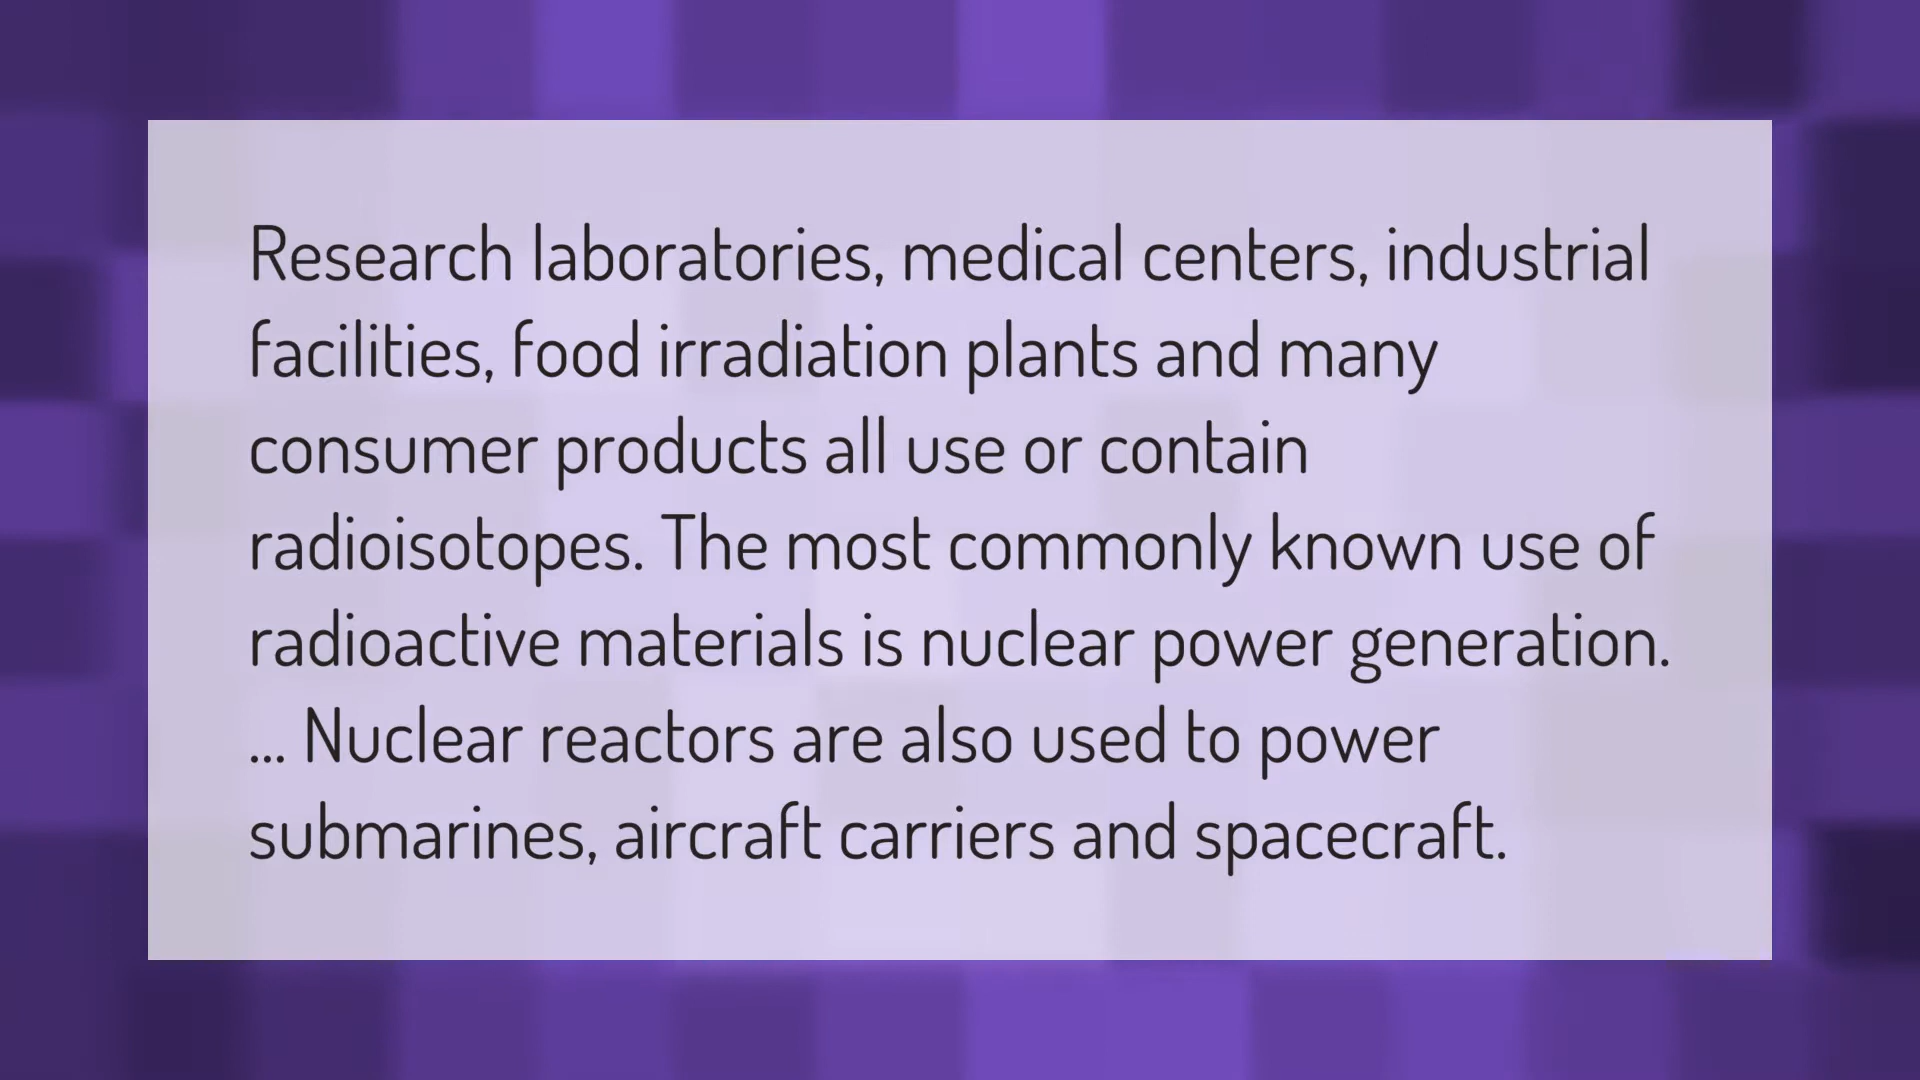 Research laboratories, medical centers, industrial
facilities, food irradiation plants and many
consumer products all use or contain
radioisotopes. The most commonly known use of
radioactive materials is nuclear power generation.
... Nuclear reactors are also used to power
submarines, aircraft carriers and spacecraft.